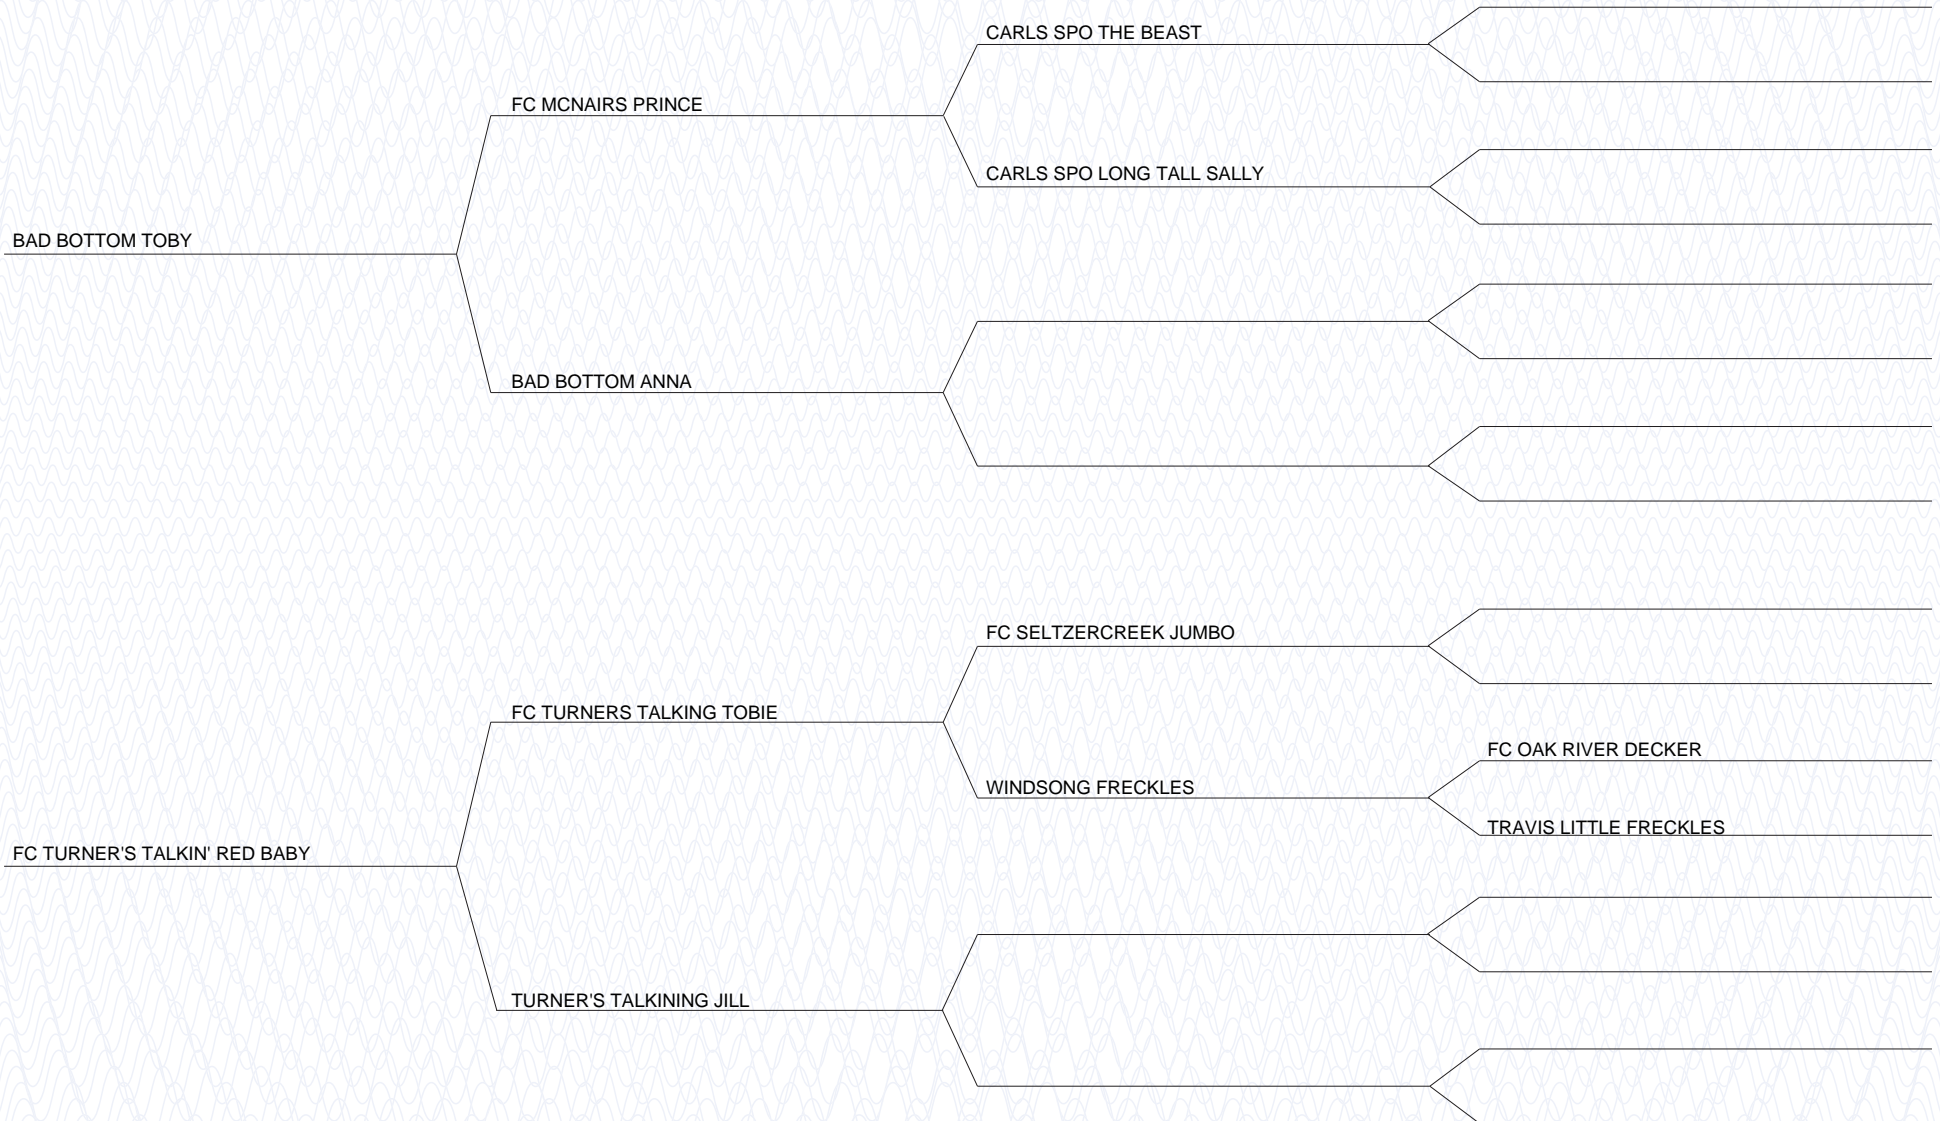 CARLS SPO THE BEAST
FC MCNAIRS PRINCE
CARLS SPO LONG TALL SALLY
BAD BOTTOM TOBY
BAD BOTTOM ANNA
FC SELTZERCREEK JUMBO
FC TURNERS TALKING TOBIE
FC OAK RIVER DECKER
WINDSONG FRECKLES
TRAVIS LITTLE FRECKLES
FC TURNER'S TALKIN' RED BABY
TURNER'S TALKINING JILL